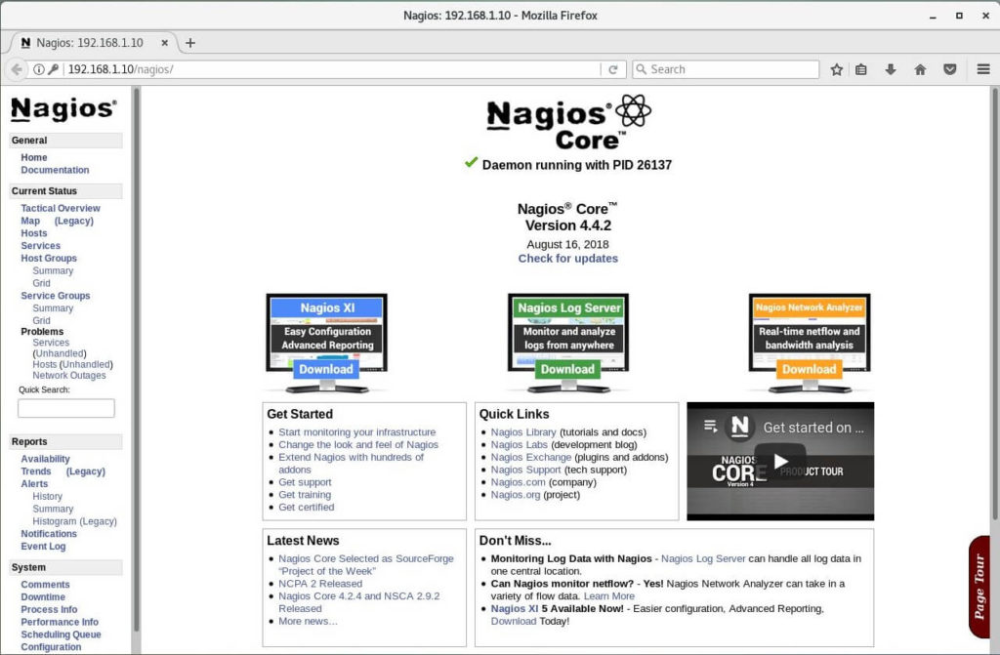 Nagios: 192.168.1.10 - Mozilla Firefox
N Nagios: 192.168.1.10
192.168.1.10/nagios/
Search
Nagios®
General
Home
Documentation
Current Status
Tactical Overview
Map (Legacy)
Hosts
Services
Host Groups
Summary
Grid
Service Groups
Summary
Grid
Problems
Services
(Unhandled)
Hosts (Unhandled)
Network Outages
Quick Search:
Reports
Availability
Trends (Legacy)
Alerts
History
Summary
Histogram (Legacy)
Notifications
Event Log
System
Comments
Downtime
Process Info
Performance Info
Scheduling Queue
Configuration
Nagios®
Core™
Daemon running with PID 26137
Nagios® Core™
Version 4.4.2
August 16, 2018
Check for updates
Nagios XI
Easy Configuration
Advanced Reporting
Download
Nagios Log Server
Monitor and analyze
logs from anywhere
Download
Nagios Network Analyzer
Real-time netflow and
bandwidth analysis
Download
Get Started
Start monitoring your infrastructure
Change the look and feel of Nagios
Extend Nagios with hundreds of
addons
Get support
Get training
Get certified
Quick Links
Nagios Library (tutorials and docs)
Nagios Labs (development blog)
Nagios Exchange (plugins and addons)
Nagios Support (tech support)
Nagios.com (company)
Nagios.org (project)
N Get started on ...
NAGIOS
CORE PRODUCT TOUR
Version 4
Latest News
Nagios Core Selected as SourceForge
“Project of the Week”
NCPA 2 Released
Nagios Core 4.2.4 and NSCA 2.9.2
Released
More news...
Don't Miss...
Monitoring Log Data with Nagios - Nagios Log Server can handle all log data in
one central location.
Can Nagios monitor netflow? - Yes! Nagios Network Analyzer can take in a
variety of flow data. Learn More
Nagios XI 5 Available Now! - Easier configuration, Advanced Reporting,
Download Today!
Page Tour